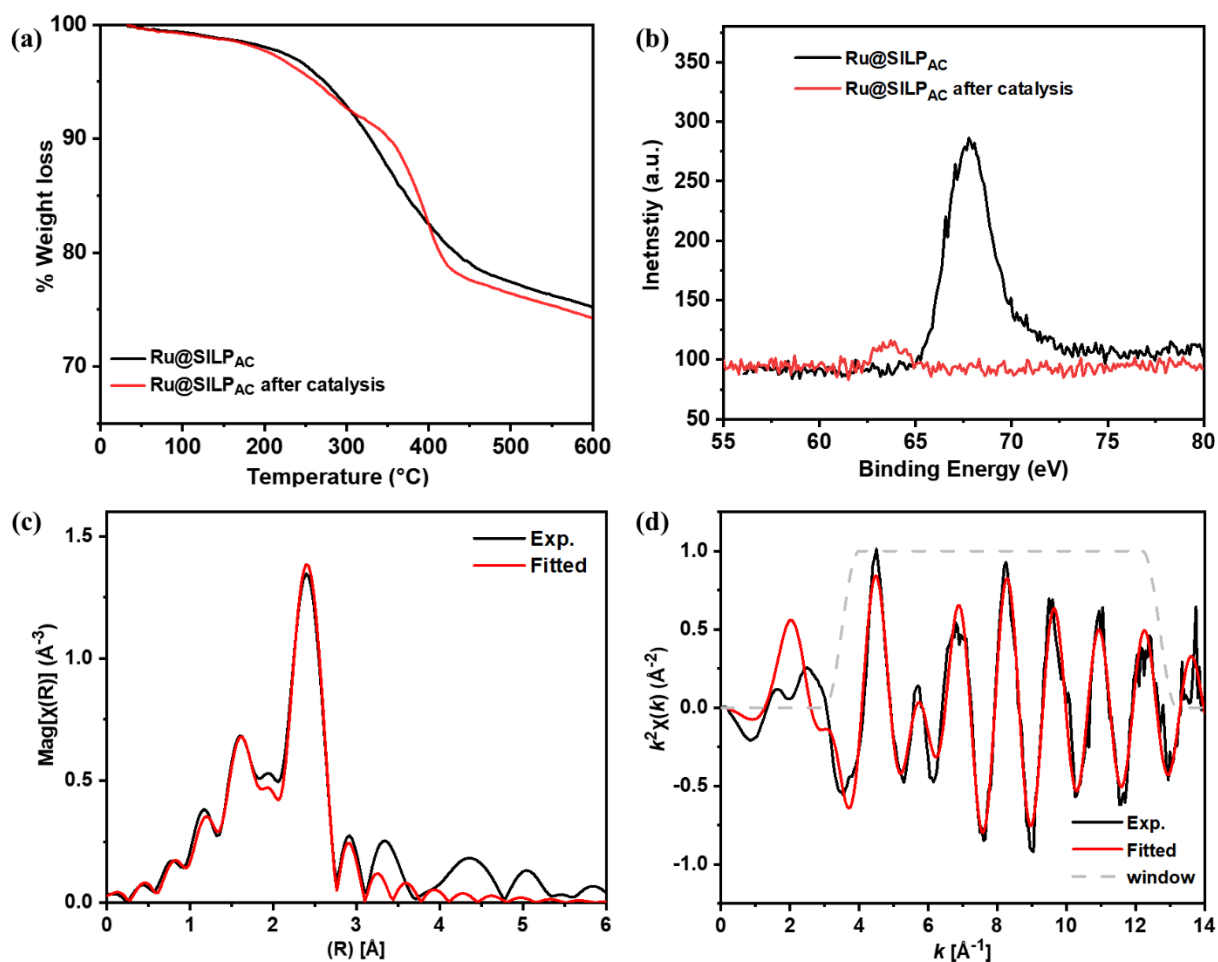 (a)
100
90
80
70
% Weight loss
Ru@SILPAC
Ru@SILPAC after catalysis
0 100 200 300 400 500 600
Temperature (°C)
(b)
350
300
250
200
150
100
50
Inetnstiy (a.u.)
Ru@SILPAC
Ru@SILPAC after catalysis
55 60 65 70 75 80
Binding Energy (eV)
(c)
1.5
1.0
0.5
0.0
Mag[χ(R)] (Å⁻³)
Exp.
Fitted
0 1 2 3 4 5 6
(R) [Å]
(d)
1.0
0.5
0.0
-0.5
-1.0
k²χ(k) (Å⁻²)
Exp.
Fitted
window
0 2 4 6 8 10 12 14
k [Å⁻¹]